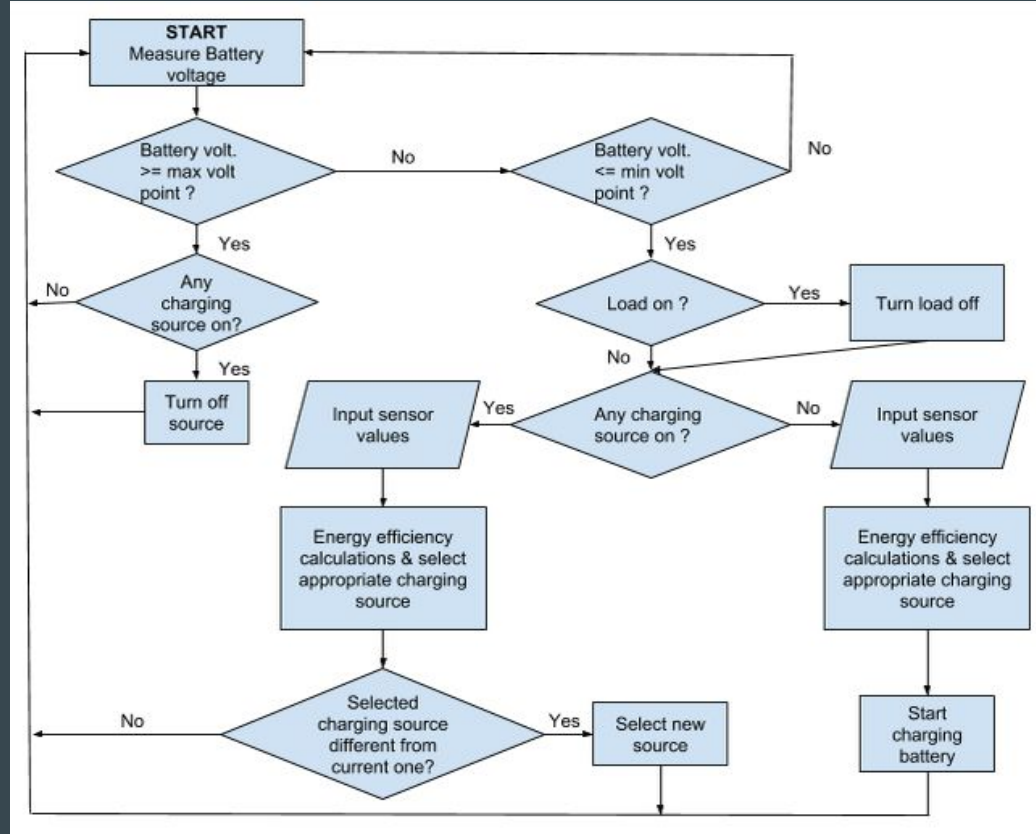 START
Measure Battery
voltage
Battery volt.
>= max volt
point ?
No
Battery volt.
<= min volt
point ?
No
Yes
Yes
Any
charging
source on?
No
Load on ?
Yes
Turn load off
Yes
No
Turn off
source
Input sensor
values
Yes
Any charging
source on ?
No
Input sensor
values
Energy efficiency
calculations & select
appropriate charging
source
Energy efficiency
calculations & select
appropriate charging
source
No
Selected
charging source
different from
current one?
Yes
Select new
source
Start
charging
battery